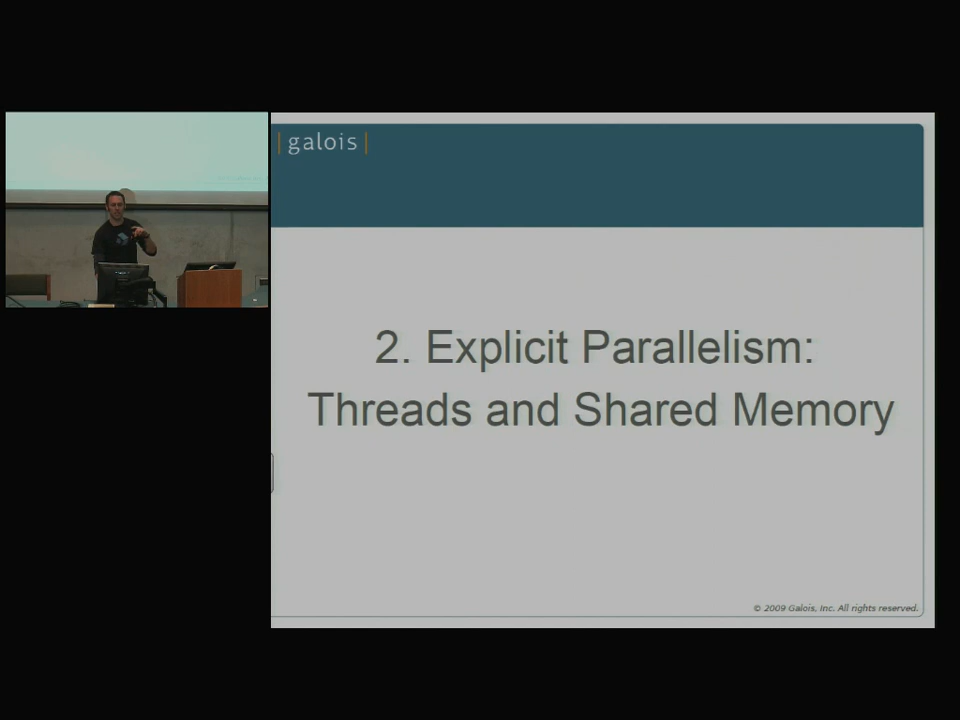 |galois|
2. Explicit Parallelism:
Threads and Shared Memory
© 2009 Galois, Inc. All rights reserved.